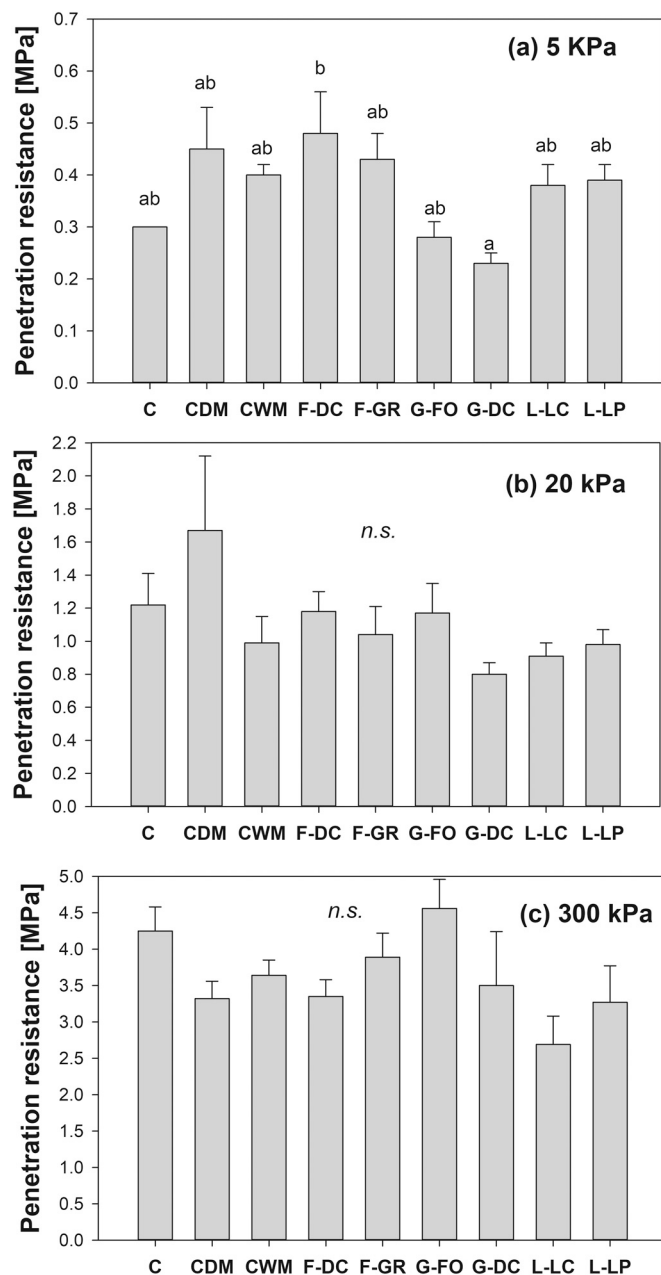 Penetration resistance [MPa]
0.7
0.6
0.5
0.4
0.3
0.2
0.1
0.0
(a) 5 KPa
ab
ab
ab
b
ab
ab
a
ab
ab
C CDM CWM F-DC F-GR G-FO G-DC L-LC L-LP
Penetration resistance [MPa]
2.2
2.0
1.8
1.6
1.4
1.2
1.0
0.8
0.6
0.4
0.2
0.0
(b) 20 kPa
n.s.
C CDM CWM F-DC F-GR G-FO G-DC L-LC L-LP
Penetration resistance [MPa]
5.0
4.5
4.0
3.5
3.0
2.5
2.0
1.5
1.0
0.5
0.0
n.s.
(c) 300 kPa
C CDM CWM F-DC F-GR G-FO G-DC L-LC L-LP